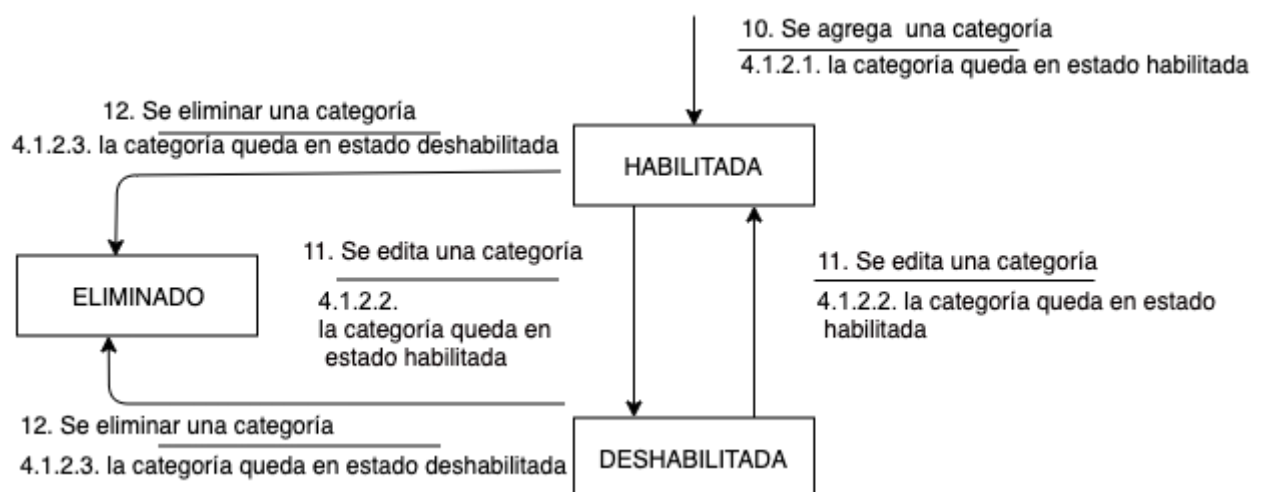 10. Se agrega una categoría
4.1.2.1. la categoría queda en estado habilitada
12. Se eliminar una categoría
4.1.2.3. la categoría queda en estado deshabilitada
HABILITADA
11. Se edita una categoría
4.1.2.2.
la categoría queda en
estado habilitada
11. Se edita una categoría
4.1.2.2. la categoría queda en estado
habilitada
ELIMINADO
12. Se eliminar una categoría
4.1.2.3. la categoría queda en estado deshabilitada
DESHABILITADA